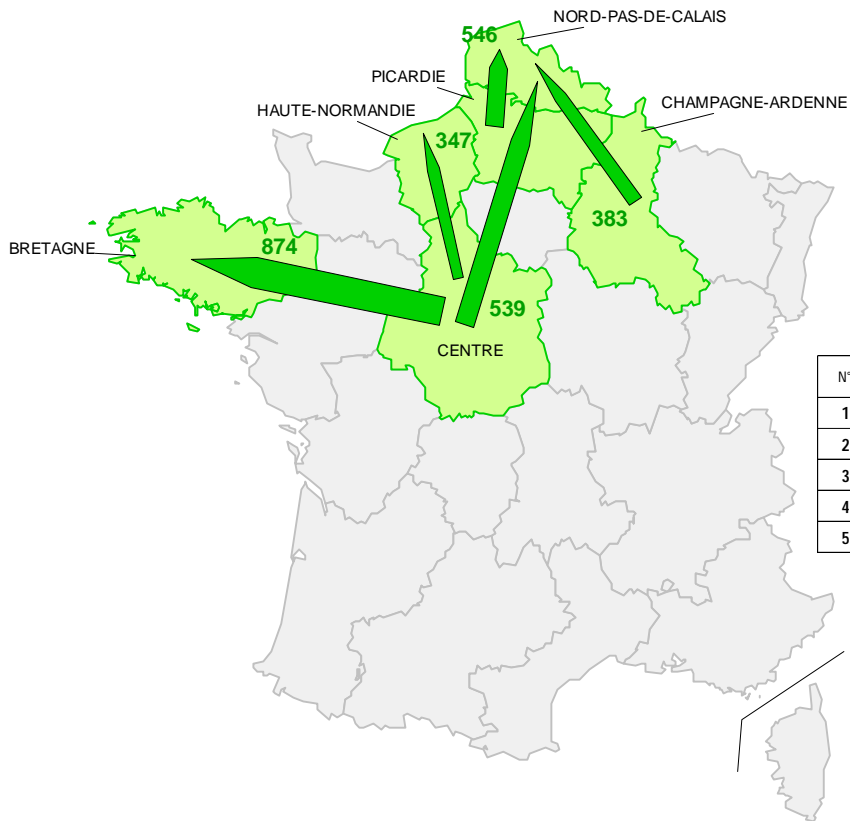 NORD-PAS-DE-CALAIS
546
PICARDIE
HAUTE-NORMANDIE
CHAMPAGNE-ARDENNE
347
383
BRETAGNE
874
539
CENTRE
N°
1
2
3
4
5